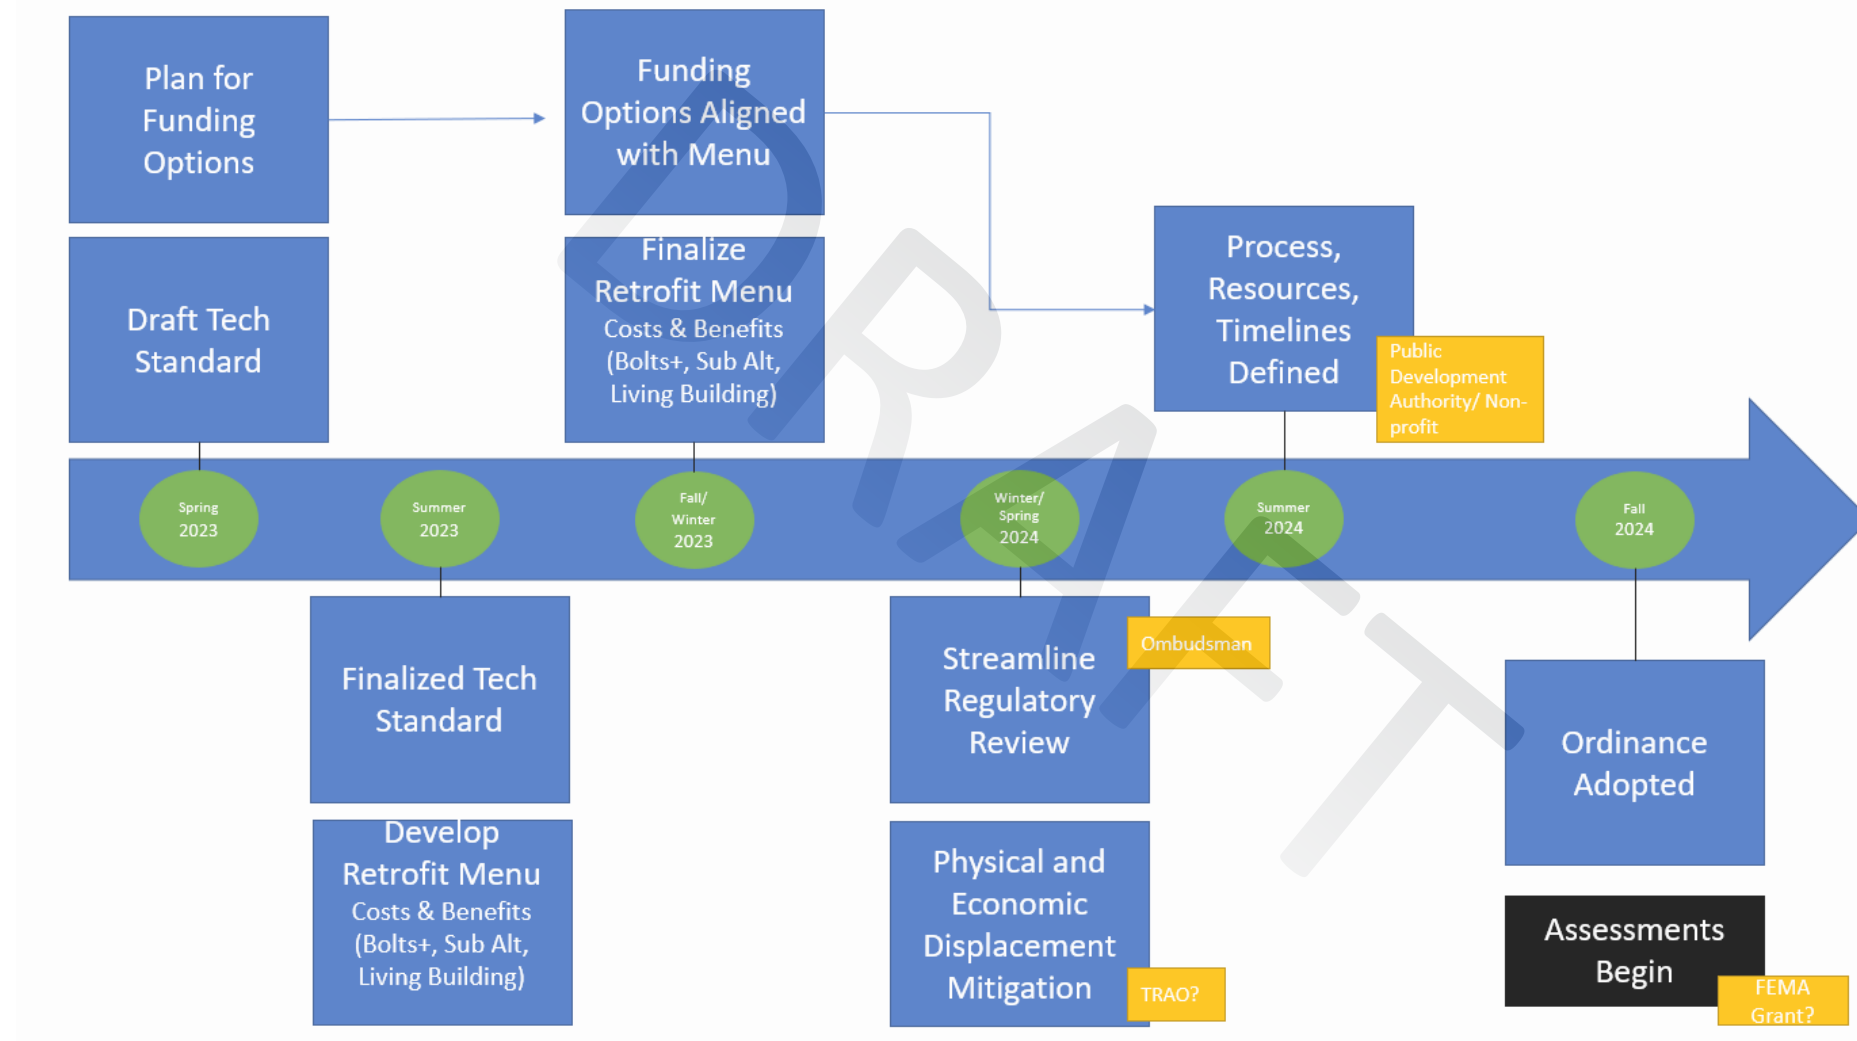 Plan for
Funding
Options
Funding
Options Aligned
with Menu
Draft Tech
Standard
Finalize
Retrofit Menu
Costs & Benefits
(Bolts+, Sub Alt,
Living Building)
Process,
Resources,
Timelines
Defined
Public
Development
Authority/ Non-
profit
Spring
2023
Summer
2023
Fall/
Winter
2023
Winter/
Spring
2024
Summer
2024
Fall
2024
Finalized Tech
Standard
Develop
Retrofit Menu
Costs & Benefits
(Bolts+, Sub Alt,
Living Building)
Streamline
Regulatory
Review
Ombudsman
Physical and
Economic
Displacement
Mitigation
TRAO?
Ordinance
Adopted
Assessments
Begin
FEMA
Grant?
DRAFT